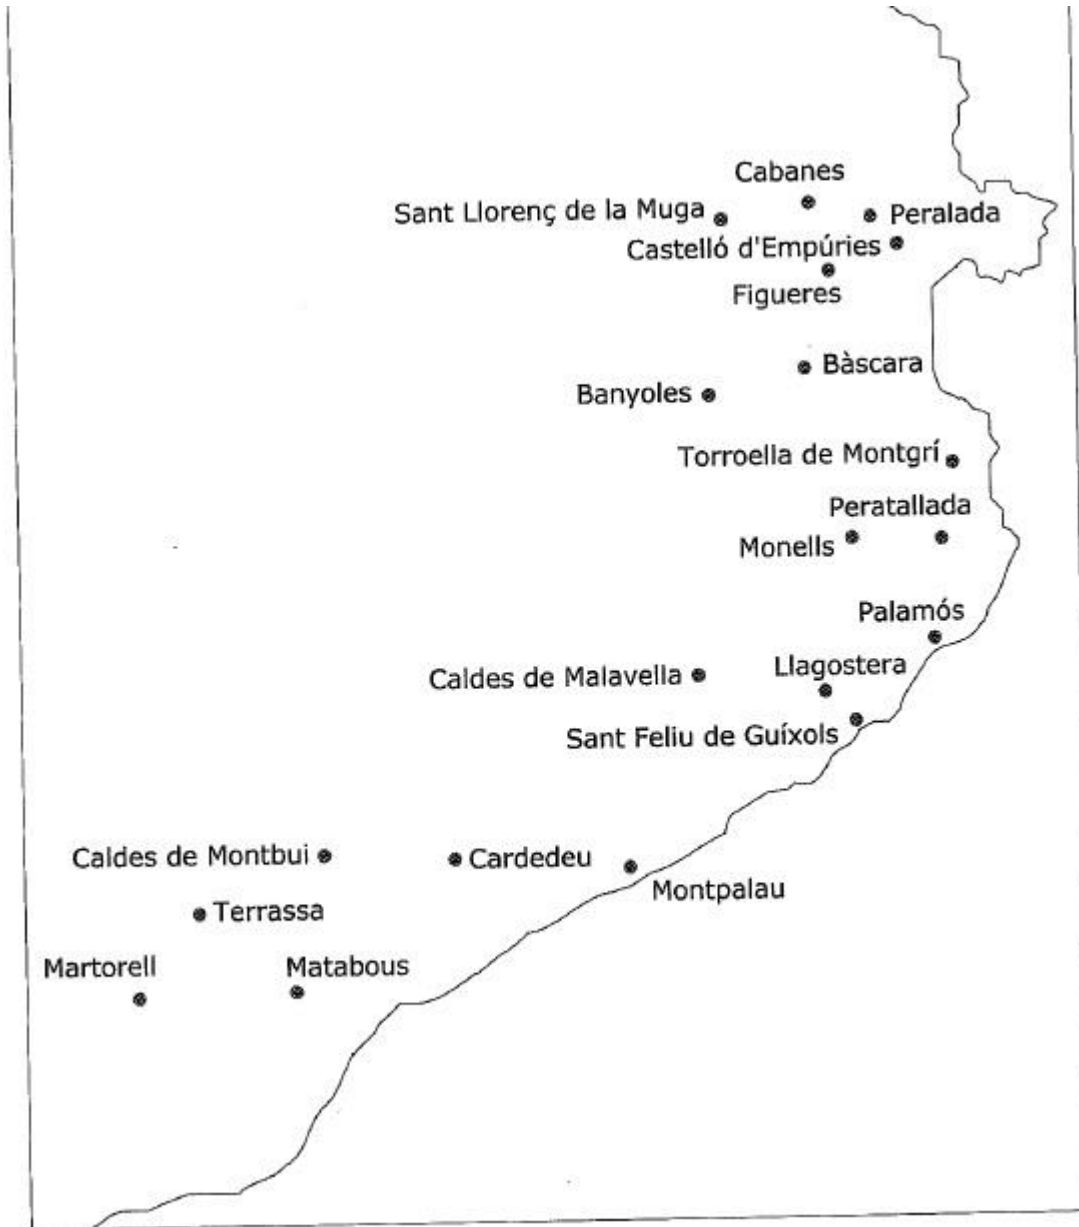 Cabanes
Sant Llorenç de la Muga
Peralada
Castelló d'Empúries
Figueres
Bàscara
Banyoles
Torroella de Montgrí
Peratallada
Monells
Palamós
Llagostera
Caldes de Malavella
Sant Feliu de Guíxols
Caldes de Montbui
Cardedeu
Montpalau
Terrassa
Martorell
Matabous